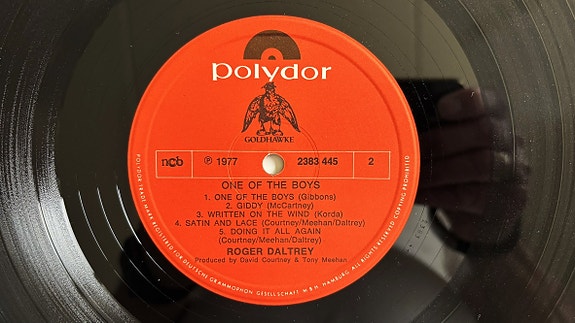 polydor
GOLDHAWKE
ncb
℗ 1977
2383 445
2
ONE OF THE BOYS
1. ONE OF THE BOYS (Gibbons)
2. GIDDY (McCartney)
3. WRITTEN ON THE WIND (Korda)
4. SATIN AND LACE (Courtney/Meehan/Daltrey)
5. DOING IT ALL AGAIN
(Courtney/Meehan/Daltrey)
ROGER DALTREY
Produced by David Courtney & Tony Meehan
POLYDOR TRADE MARK REGISTERED FOR DEUTSCHE GRAMMOPHON GESELLSCHAFT M B H HAMBURG ALL RIGHTS RESERVED COPYING PROHIBITED